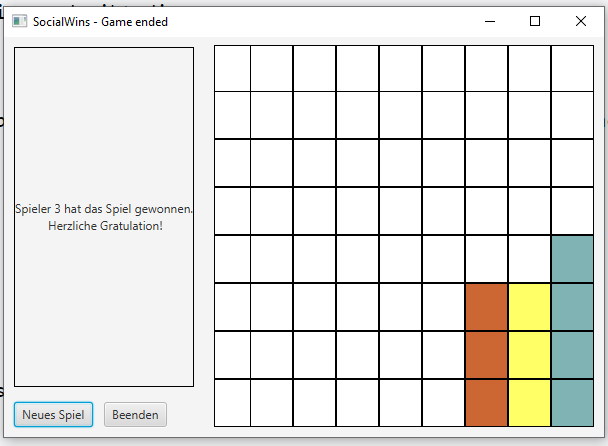 SocialWins - Game ended
Spieler 3 hat das Spiel gewonnen.
Herzliche Gratulation!
Neues Spiel
Beenden